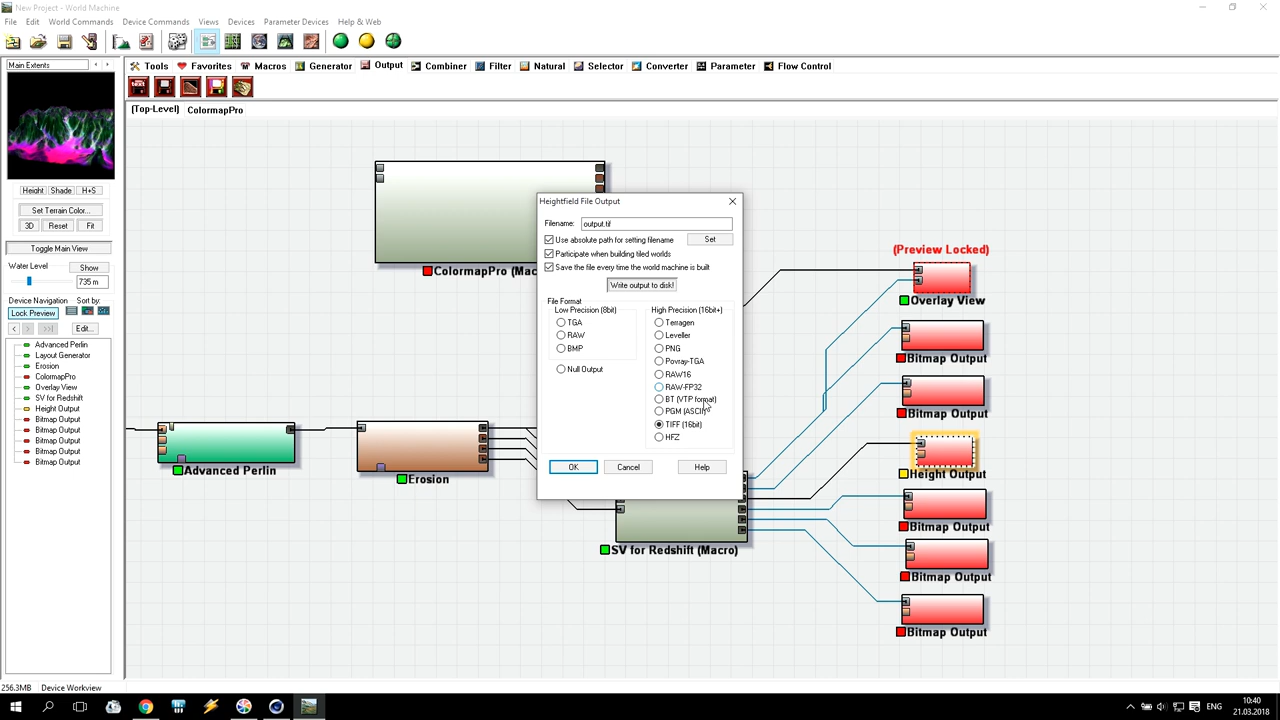 New Project - World Machine
File Edit World Commands Device Commands Views Devices Parameter Devices Help & Web
Main Extents
Tools Favorites Macros Generator Output Combiner Filter Natural Selector Converter Parameter Flow Control
(Top-Level) ColormapPro
Height Shade H+S
Set Terrain Color...
3D Reset Fit
Toggle Main View
Water Level Show
735 m
Device Navigation Sort by:
Lock Preview
Edit...
Advanced Perlin
Layout Generator
Erosion
ColormapPro
Overlay View
SV for Redshift
Height Output
Bitmap Output
Bitmap Output
Bitmap Output
Bitmap Output
Bitmap Output
ColormapPro (Mac
Advanced Perlin
Erosion
SV for Redshift (Macro)
Heightfield File Output
Filename: output.tif
Use absolute path for setting filename Set
Participate when building tiled worlds
Save the file every time the world machine is built
Write output to disk!
File Format
Low Precision (8bit)
TGA
RAW
BMP
Null Output
High Precision (16bit+)
Terragen
Leveller
PNG
Povray-TGA
RAW16
RAW-FP32
BT (VTP format)
PGM (ASCII)
TIFF (16bit)
HFZ
OK Cancel Help
(Preview Locked)
Overlay View
Bitmap Output
Bitmap Output
Height Output
Bitmap Output
Bitmap Output
Bitmap Output
256.3MB Device Workview
ENG
10:40
21.03.2018